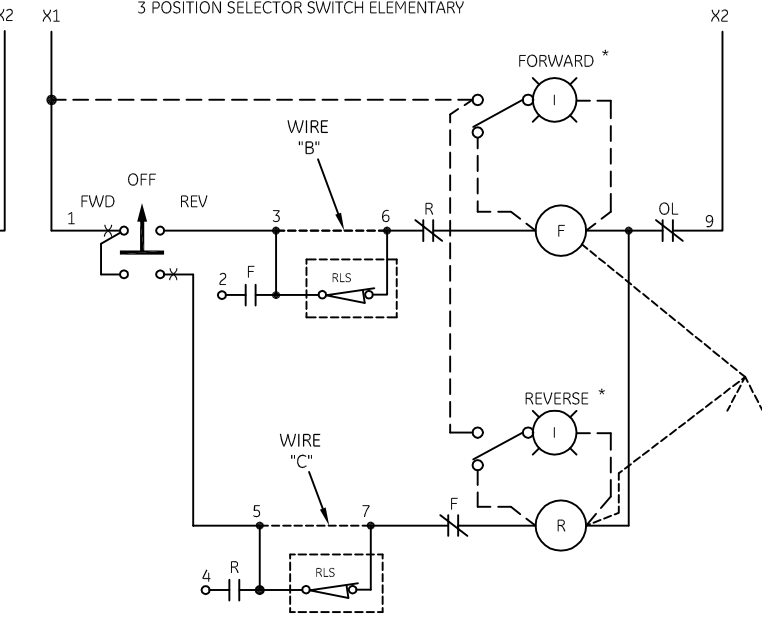 3 POSITION SELECTOR SWITCH ELEMENTARY
X2
X1
X2
FORWARD *
I
WIRE
"B"
OFF
FWD
REV
1
X
3
6
R
F
OL
9
X
2
F
RLS
REVERSE *
I
WIRE
"C"
5
7
F
R
4
R
RLS